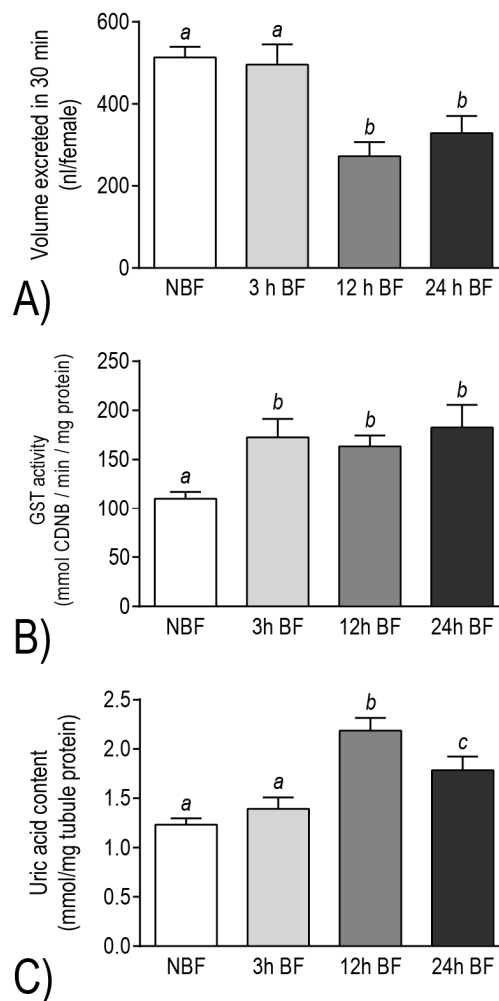 Volume excreted in 30 min
(nl/female)
600
400
200
0
a
a
b
b
NBF
3 h BF
12 h BF
24 h BF
A)
GST activity
(mmol CDNB / min / mg protein)
250
200
150
100
50
0
a
b
b
b
NBF
3h BF
12h BF
24h BF
B)
Uric acid content
(mmol/mg tubule protein)
2.5
2.0
1.5
1.0
0.5
0.0
a
a
b
c
NBF
3h BF
12h BF
24h BF
C)